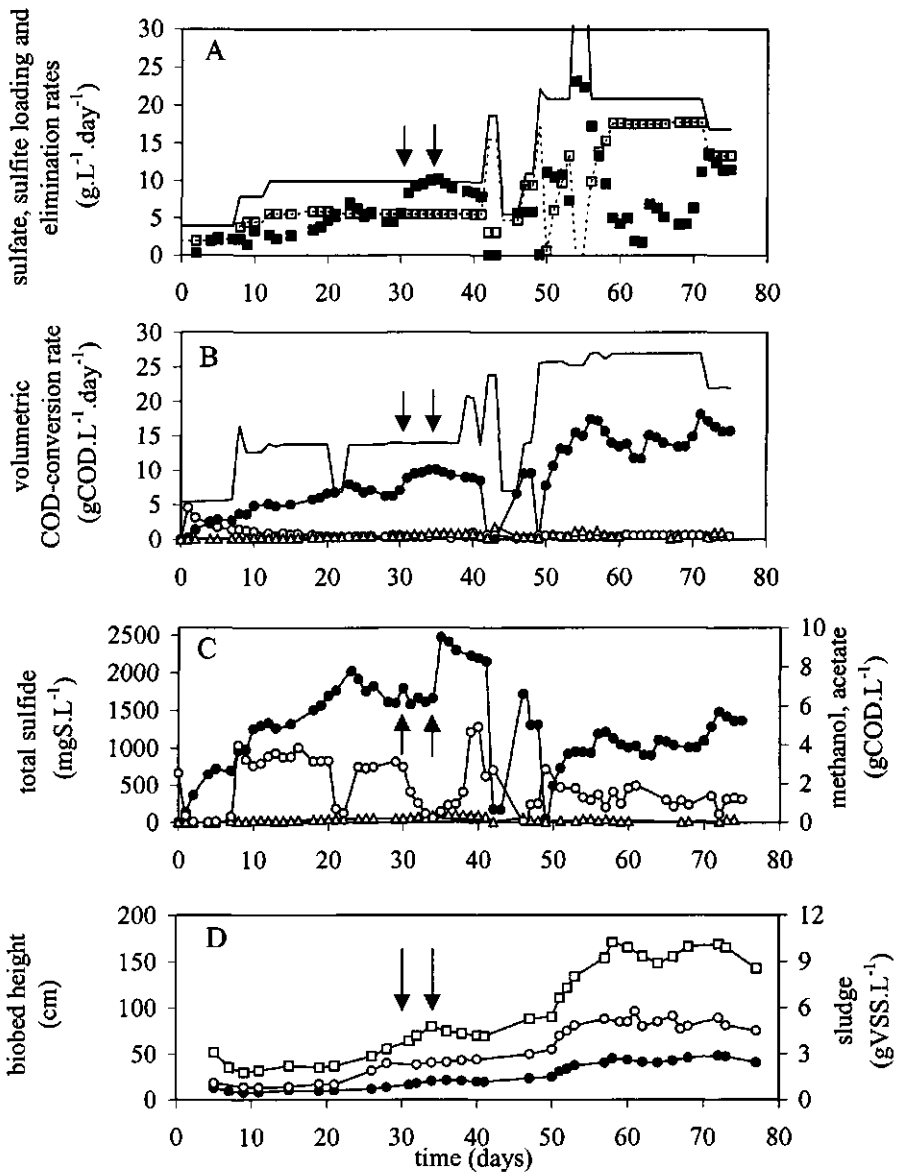 sulfate, sulfite loading and
elimination rates
(g.L⁻¹.day⁻¹)
30
25
20
15
10
5
0
A
0 10 20 30 40 50 60 70 80
volumetric
COD-conversion rate
(gCOD.L⁻¹.day⁻¹)
30
25
20
15
10
5
0
B
0 10 20 30 40 50 60 70 80
total sulfide
(mgS.L⁻¹)
2500
2000
1500
1000
500
0
C
10
8
6
4
2
0
methanol, acetate
(gCOD.L⁻¹)
0 10 20 30 40 50 60 70 80
biobed height
(cm)
200
150
100
50
0
D
12
9
6
3
0
sludge
(gVSS.L⁻¹)
0 10 20 30 40 50 60 70 80
time (days)